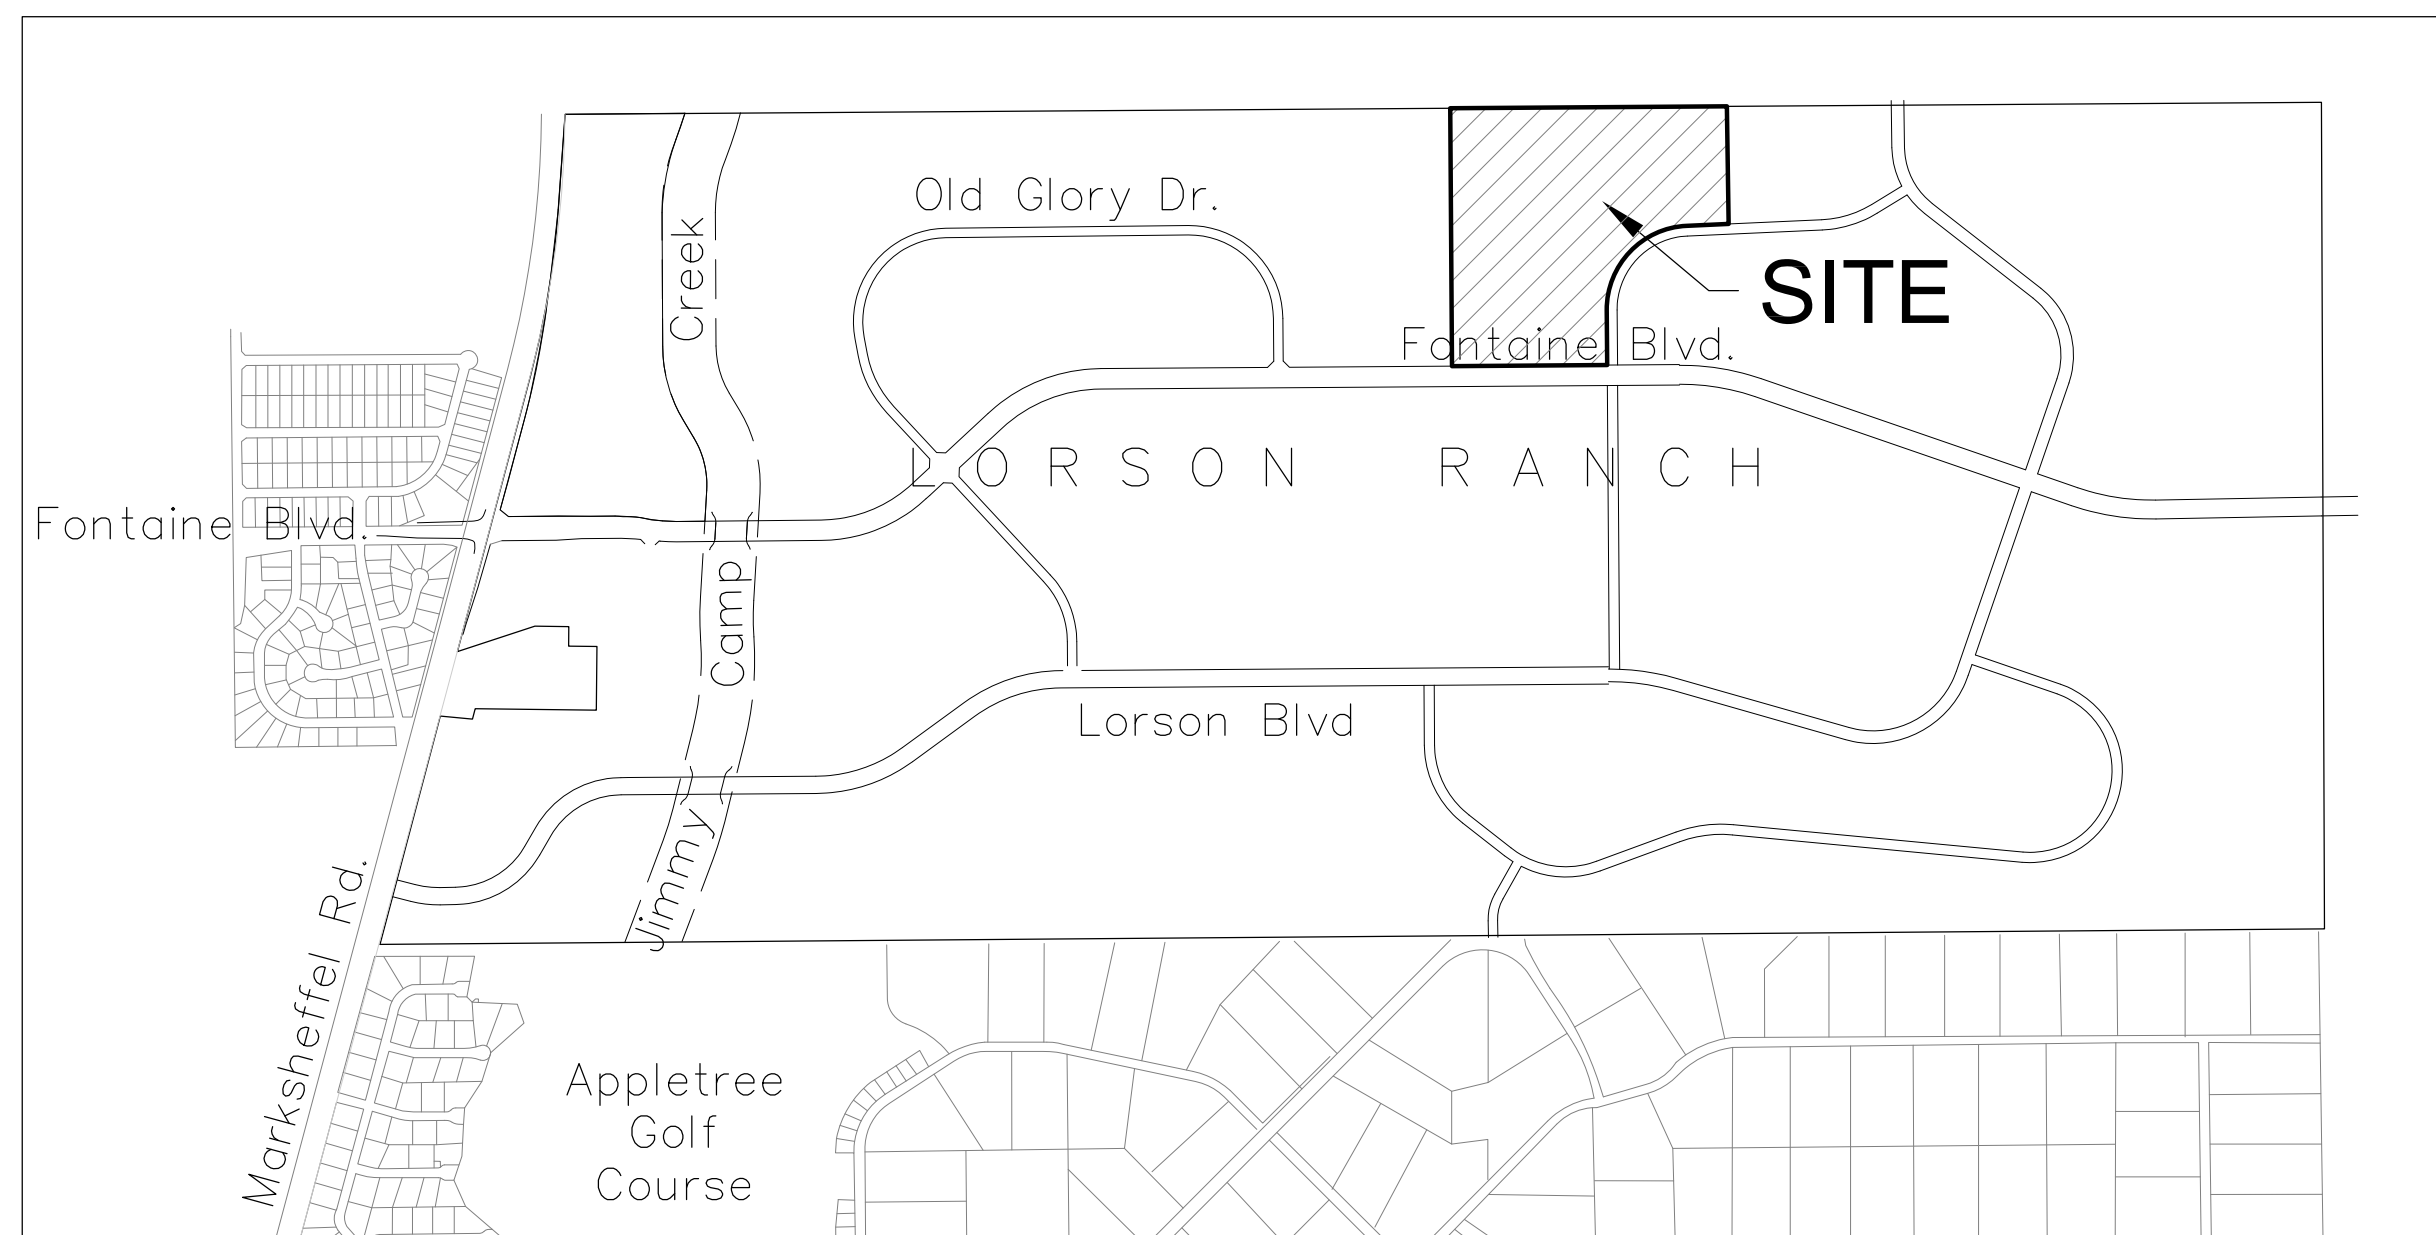 Old Glory Dr.
Creek
SITE
Fontaine Blvd.
LORSON RANCH
Fontaine Blvd.
Camp
Lorson Blvd
Jimmy
Marksheffel Rd.
Appletree
Golf
Course